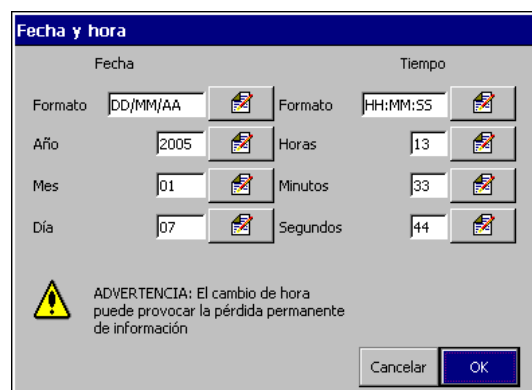 Fecha y hora
Fecha Tiempo
Formato DD/MM/AA Formato HH:MM:SS
Año 2005 Horas 13
Mes 01 Minutos 33
Día 07 Segundos 44
ADVERTENCIA: El cambio de hora
puede provocar la pérdida permanente
de información
Cancelar OK